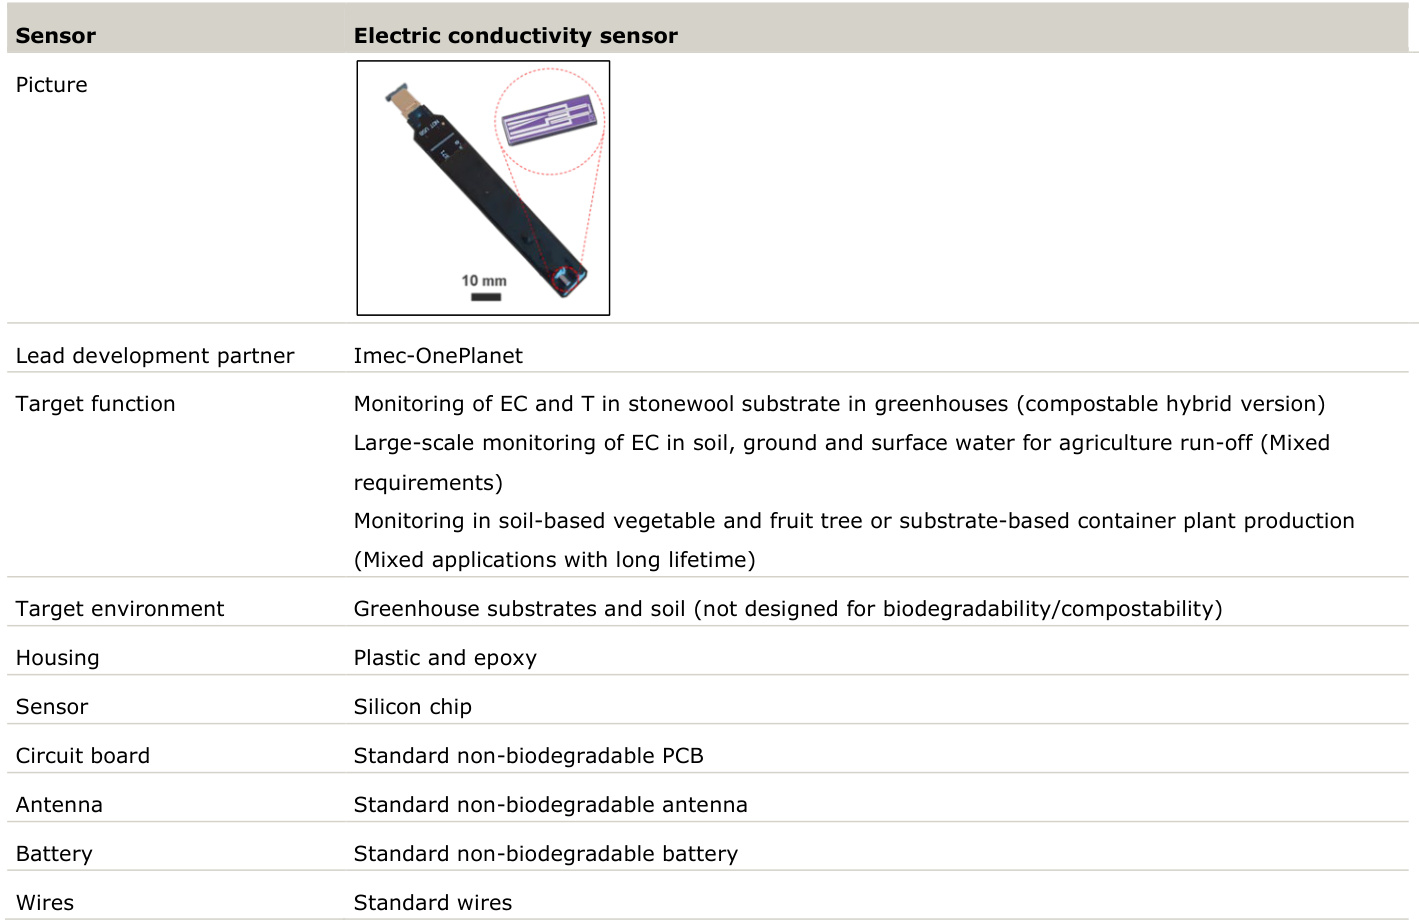 Sensor Electric conductivity sensor
Picture
10 mm
Lead development partner Imec-OnePlanet
Target function Monitoring of EC and T in stonewool substrate in greenhouses (compostable hybrid version)
Large-scale monitoring of EC in soil, ground and surface water for agriculture run-off (Mixed
requirements)
Monitoring in soil-based vegetable and fruit tree or substrate-based container plant production
(Mixed applications with long lifetime)
Target environment Greenhouse substrates and soil (not designed for biodegradability/compostability)
Housing Plastic and epoxy
Sensor Silicon chip
Circuit board Standard non-biodegradable PCB
Antenna Standard non-biodegradable antenna
Battery Standard non-biodegradable battery
Wires Standard wires